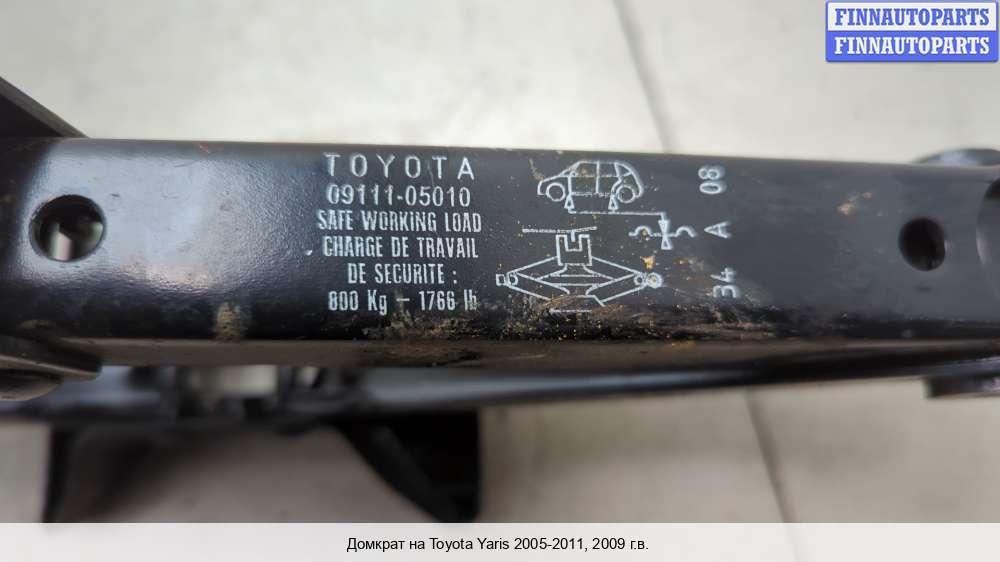 FINNAUTOPARTS
FINNAUTOPARTS
TOYOTA
09111-05010
SAFE WORKING LOAD
CHARGE DE TRAVAIL
DE SECURITE :
800 Kg - 1766 lb
34 A 08
Домкрат на Toyota Yaris 2005-2011, 2009 г.в.